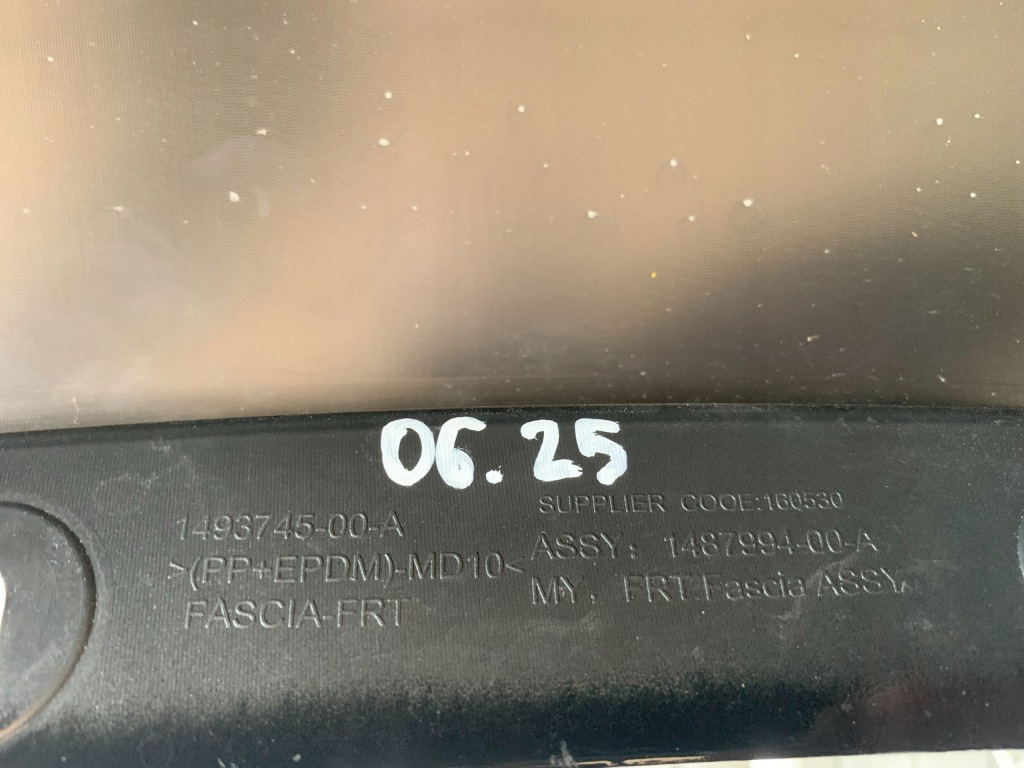 06.25
1493745-00-A
>(PP+EPDM)-MD10<
FASCIA-FRT
SUPPLIER COOE:160530
ASSY: 1487994-00-A
MY, FRT.Fascia ASSY